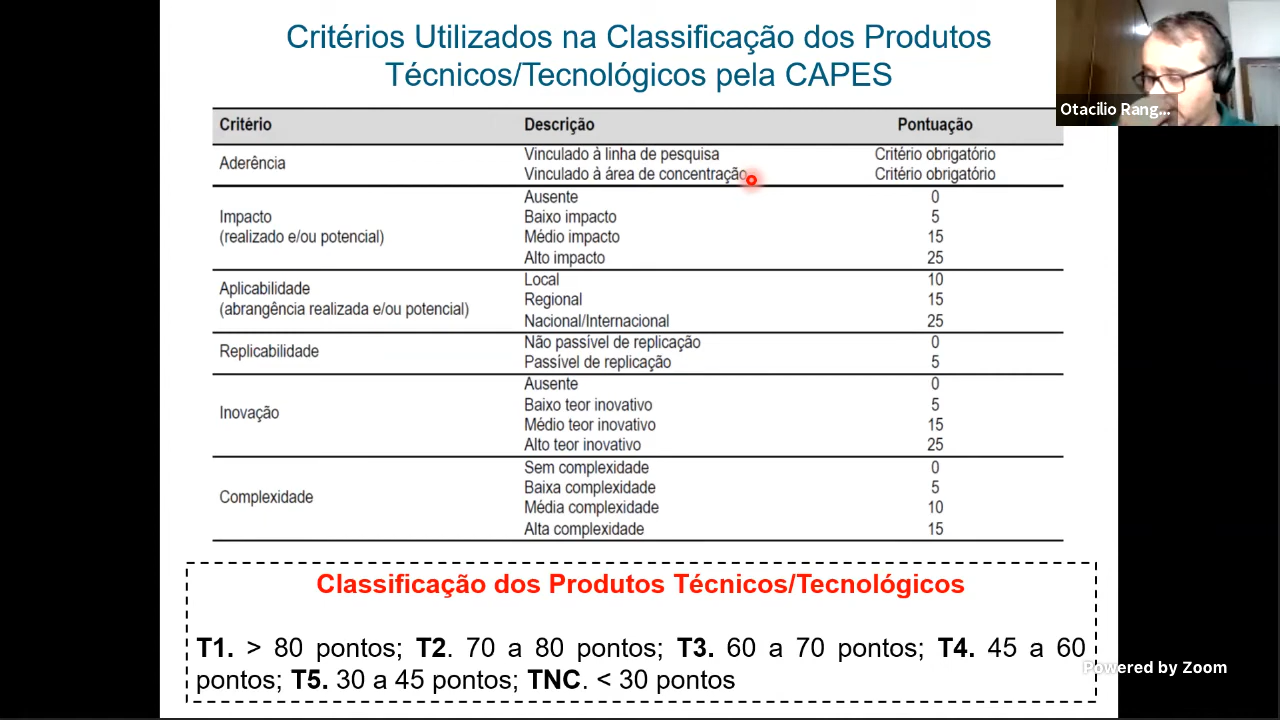 Critérios Utilizados na Classificação dos Produtos
Técnicos/Tecnológicos pela CAPES
Otacilio Rang...
Critério Descrição Pontuação
Aderência
Vinculado à linha de pesquisa Critério obrigatório
Vinculado à área de concentração Critério obrigatório
Impacto
(realizado e/ou potencial)
Ausente 0
Baixo impacto 5
Médio impacto 15
Alto impacto 25
Aplicabilidade
(abrangência realizada e/ou potencial)
Local 10
Regional 15
Nacional/Internacional 25
Replicabilidade
Não passível de replicação 0
Passível de replicação 5
Inovação
Ausente 0
Baixo teor inovativo 5
Médio teor inovativo 15
Alto teor inovativo 25
Complexidade
Sem complexidade 0
Baixa complexidade 5
Média complexidade 10
Alta complexidade 15
Classificação dos Produtos Técnicos/Tecnológicos
T1. > 80 pontos; T2. 70 a 80 pontos; T3. 60 a 70 pontos; T4. 45 a 60
pontos; T5. 30 a 45 pontos; TNC. < 30 pontos
Powered by Zoom